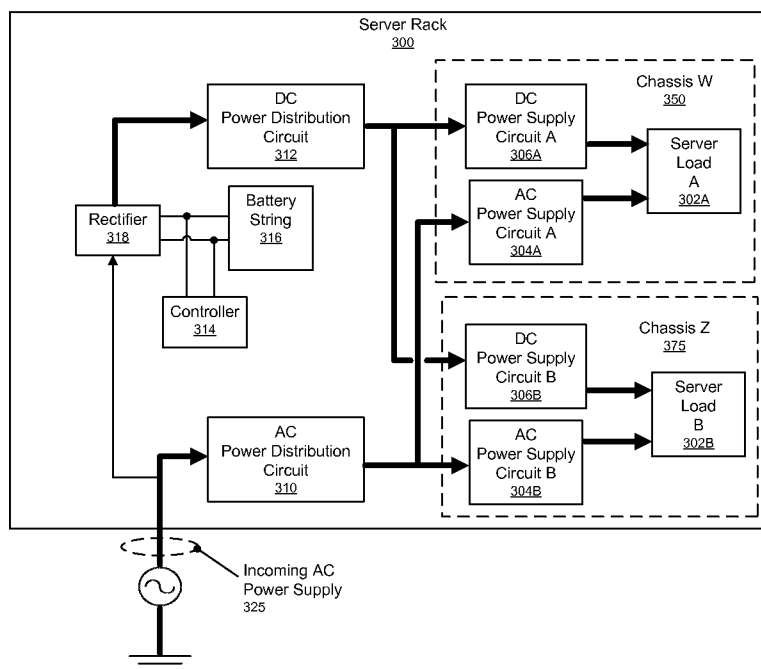 Server Rack
300
DC
Power Distribution
Circuit
312
Chassis W
350
DC
Power Supply
Circuit A
306A
Server
Load
A
302A
AC
Power Supply
Circuit A
304A
Rectifier
318
Battery
String
316
Controller
314
Chassis Z
375
DC
Power Supply
Circuit B
306B
Server
Load
B
302B
AC
Power Distribution
Circuit
310
AC
Power Supply
Circuit B
304B
Incoming AC
Power Supply
325